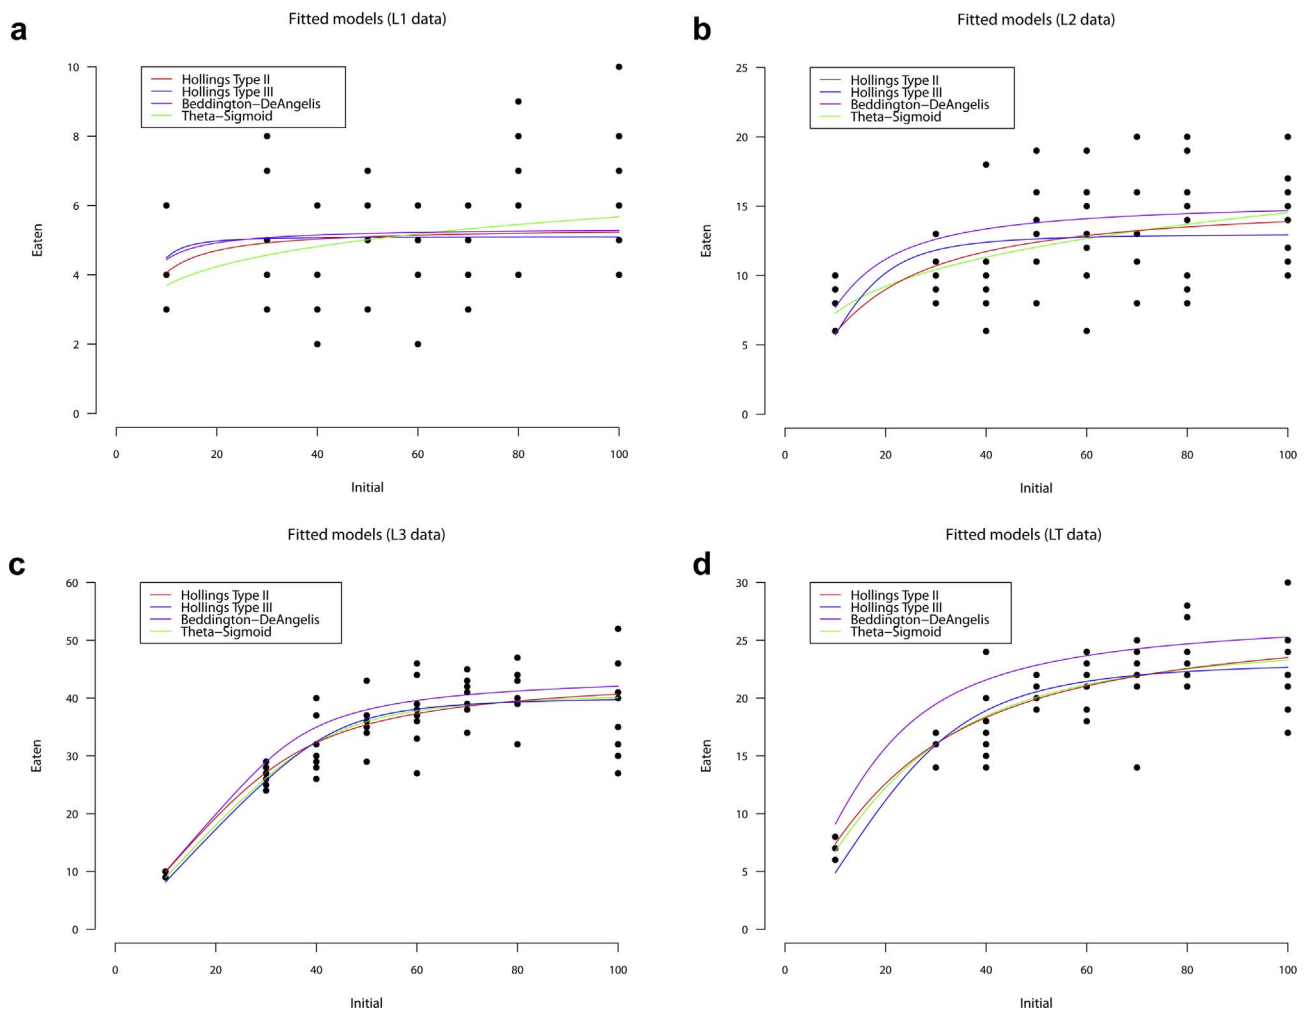 a
Fitted models (L1 data)
Hollings Type II
Hollings Type III
Beddington−DeAngelis
Theta−Sigmoid
Eaten
10
8
6
4
2
0
0 20 40 60 80 100
Initial
b
Fitted models (L2 data)
Hollings Type II
Hollings Type III
Beddington−DeAngelis
Theta−Sigmoid
Eaten
25
20
15
10
5
0
0 20 40 60 80 100
Initial
c
Fitted models (L3 data)
Hollings Type II
Hollings Type III
Beddington−DeAngelis
Theta−Sigmoid
Eaten
60
50
40
30
20
10
0
0 20 40 60 80 100
Initial
d
Fitted models (LT data)
Hollings Type II
Hollings Type III
Beddington−DeAngelis
Theta−Sigmoid
Eaten
30
25
20
15
10
5
0
0 20 40 60 80 100
Initial